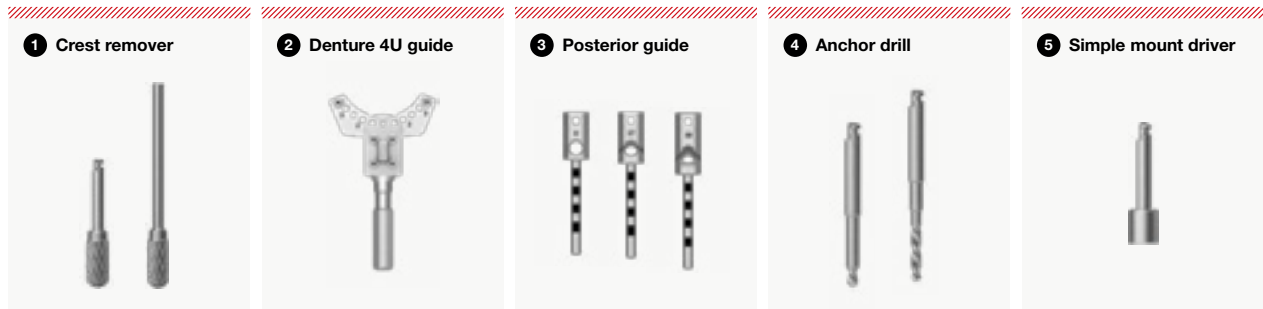 1 Crest remover
2 Denture 4U guide
3 Posterior guide
4 Anchor drill
5 Simple mount driver